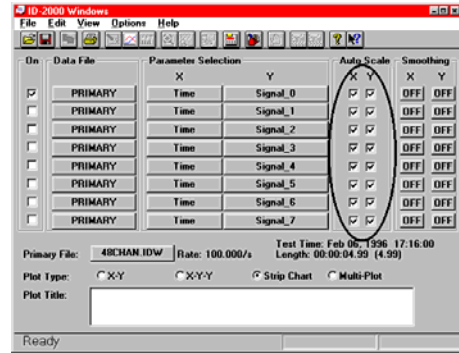 ID-2000 Windows
File Edit View Options Help
On Data File Parameter Selection Auto Scale Smoothing
X Y X Y X Y
PRIMARY Time Signal_0 OFF OFF
PRIMARY Time Signal_1 OFF OFF
PRIMARY Time Signal_2 OFF OFF
PRIMARY Time Signal_3 OFF OFF
PRIMARY Time Signal_4 OFF OFF
PRIMARY Time Signal_5 OFF OFF
PRIMARY Time Signal_6 OFF OFF
PRIMARY Time Signal_7 OFF OFF
Test Time: Feb 06, 1996 17:16:00
Primary File: 48CHAN.IDW Rate: 100.000/s Length: 00:00:04.99 (4.99)
Plot Type: X-Y X-Y-Y Strip Chart Multi-Plot
Plot Title:
Ready